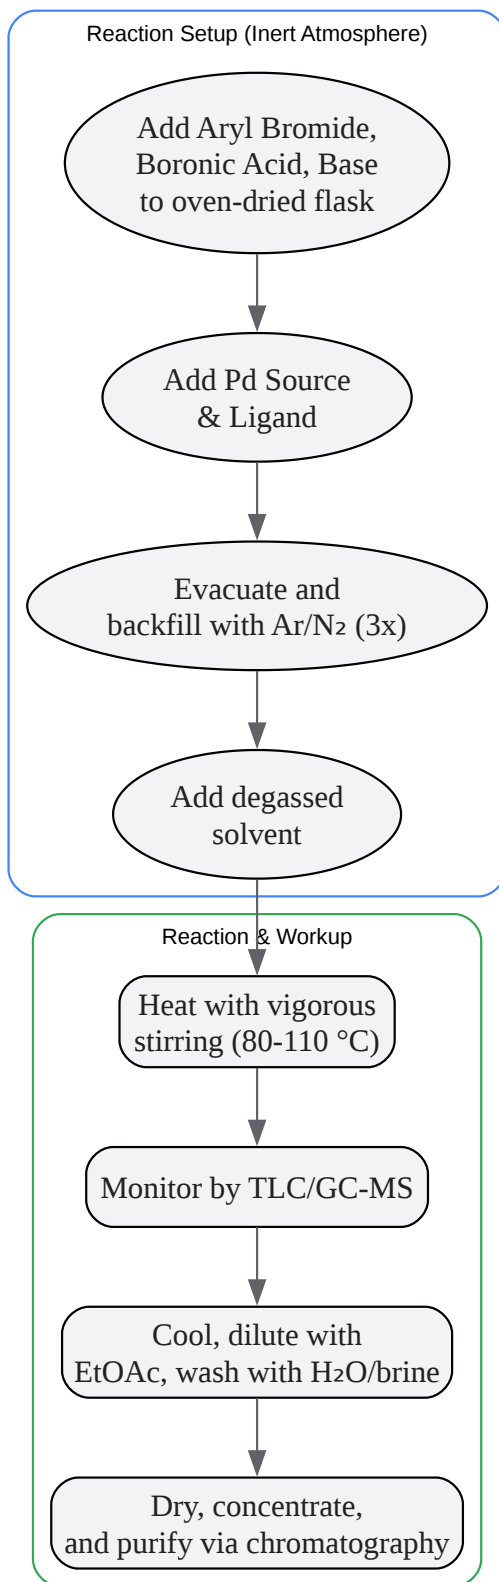 Reaction Setup (Inert Atmosphere)
Add Aryl Bromide,
Boronic Acid, Base
to oven-dried flask
Add Pd Source
& Ligand
Evacuate and
backfill with Ar/N₂ (3x)
Add degassed
solvent
Reaction & Workup
Heat with vigorous
stirring (80-110 °C)
Monitor by TLC/GC-MS
Cool, dilute with
EtOAc, wash with H₂O/brine
Dry, concentrate,
and purify via chromatography